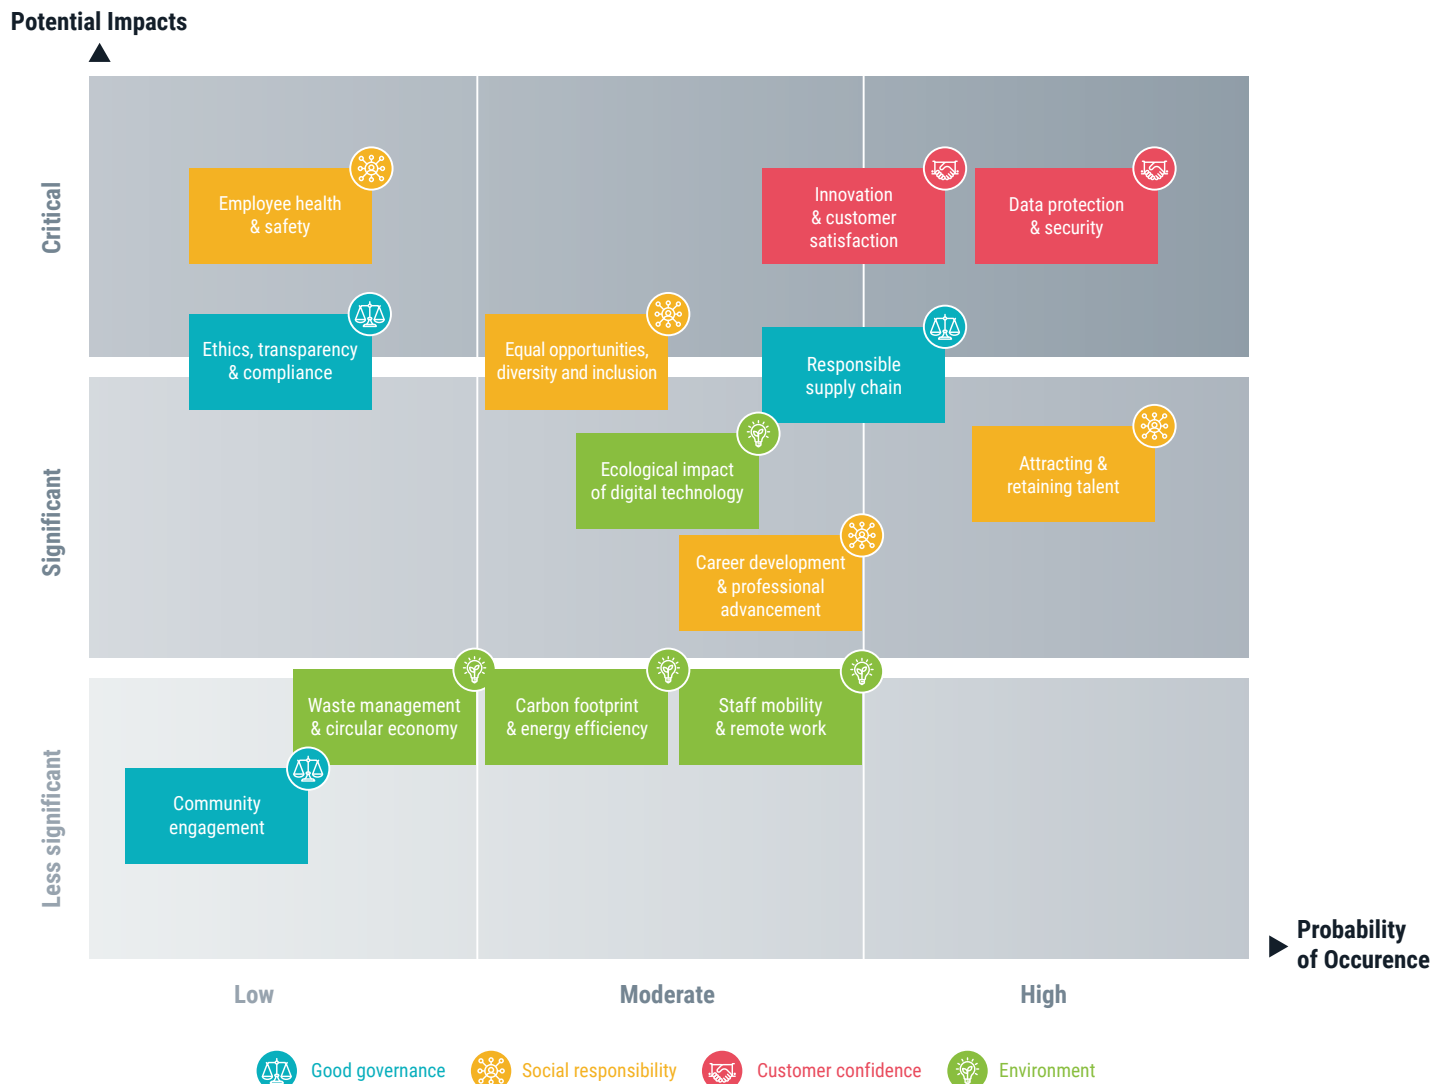 Potential Impacts
Critical
Employee health
& safety
Innovation
& customer
satisfaction
Data protection
& security
Ethics, transparency
& compliance
Equal opportunities,
diversity and inclusion
Responsible
supply chain
Significant
Ecological impact
of digital technology
Attracting &
retaining talent
Career development
& professional
advancement
Less significant
Waste management
& circular economy
Carbon footprint
& energy efficiency
Staff mobility
& remote work
Community
engagement
Probability
of Occurence
Low
Moderate
High
Good governance
Social responsibility
Customer confidence
Environment